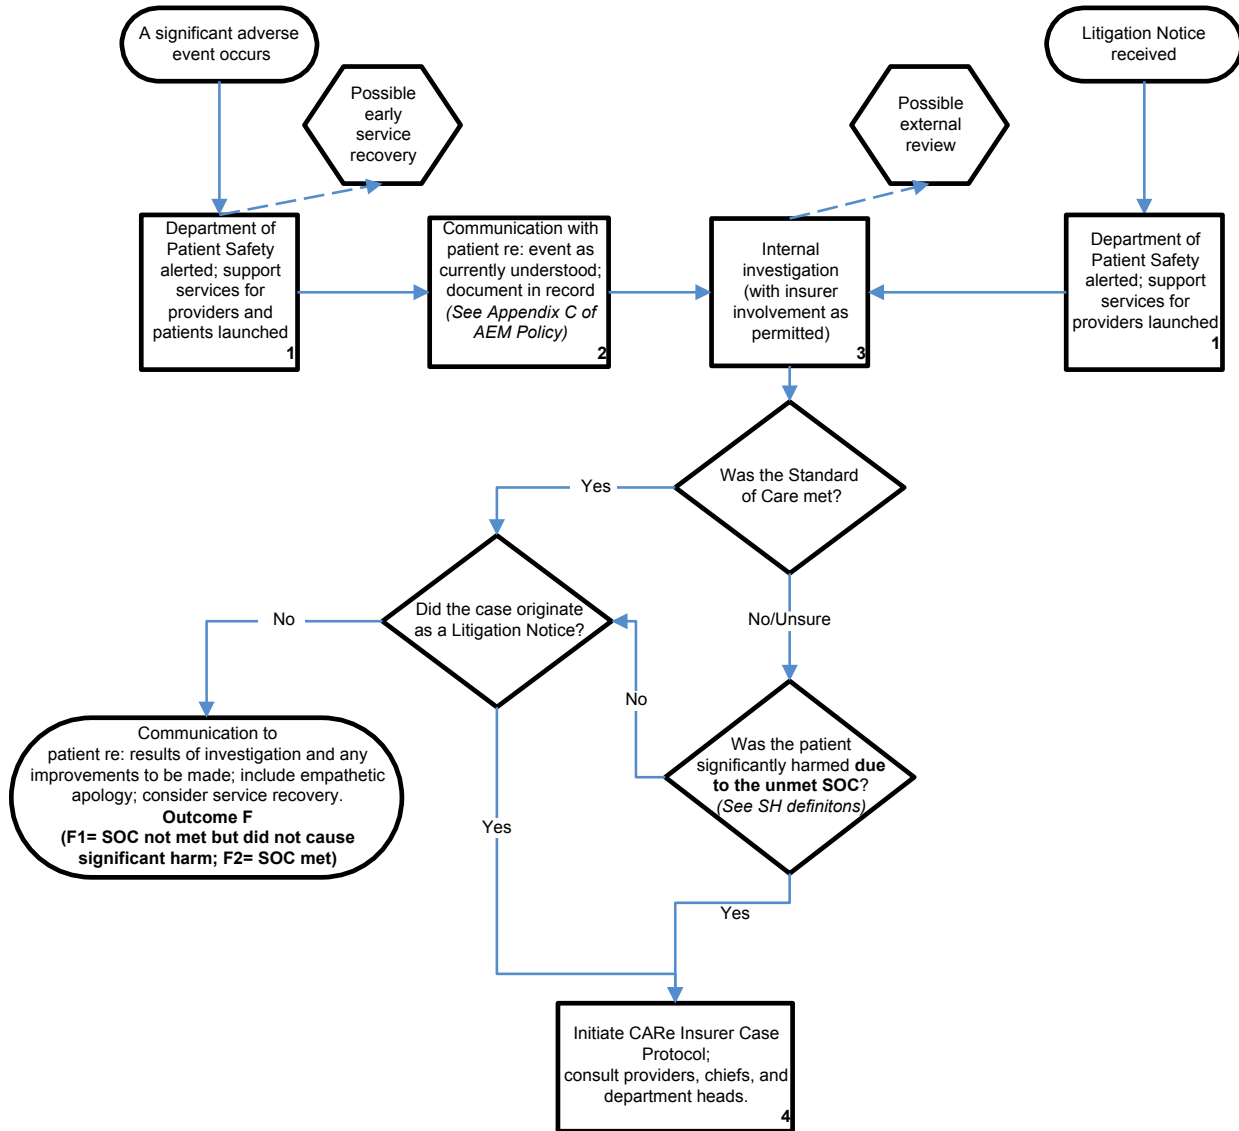 A significant adverse
event occurs
Litigation Notice
received
Possible
early
service
recovery
Possible
external
review
Department of
Patient Safety
alerted; support
services for
providers and
patients launched
1
Communication with
patient re: event as
currently understood;
document in record
(See Appendix C of
AEM Policy)
2
Internal
investigation
(with insurer
involvement as
permitted)
3
Department of
Patient Safety
alerted; support
services for
providers launched
1
Was the Standard
of Care met?
Yes
No/Unsure
Did the case originate
as a Litigation Notice?
No
No
Was the patient
significantly harmed due
to the unmet SOC?
(See SH definitons)
Communication to
patient re: results of investigation and any
improvements to be made; include empathetic
apology; consider service recovery.
Outcome F
(F1= SOC not met but did not cause
significant harm; F2= SOC met)
Yes
Yes
Initiate CARe Insurer Case
Protocol;
consult providers, chiefs, and
department heads.
4